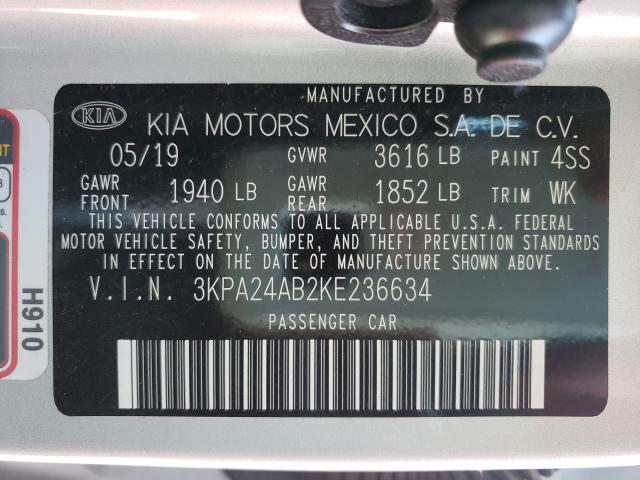 MANUFACTURED BY
KIA KIA MOTORS MEXICO S.A. DE C.V.
05/19 GVWR 3616 LB PAINT 4SS
GAWR FRONT 1940 LB GAWR REAR 1852 LB TRIM WK
THIS VEHICLE CONFORMS TO ALL APPLICABLE U.S.A. FEDERAL
MOTOR VEHICLE SAFETY, BUMPER, AND THEFT PREVENTION STANDARDS
IN EFFECT ON THE DATE OF MANUFACTURE SHOWN ABOVE.
V.I.N. 3KPA24AB2KE236634
PASSENGER CAR
H910